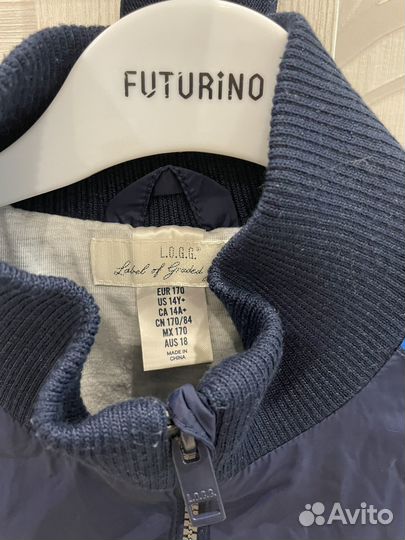 FUTURINO
L.O.G.G.®
Label of Graded
EUR 170
US 14Y+
CA 14A+
CN 170/84
MX 170
AUS 18
MADE IN
CHINA
L.O.G.G.
Avito